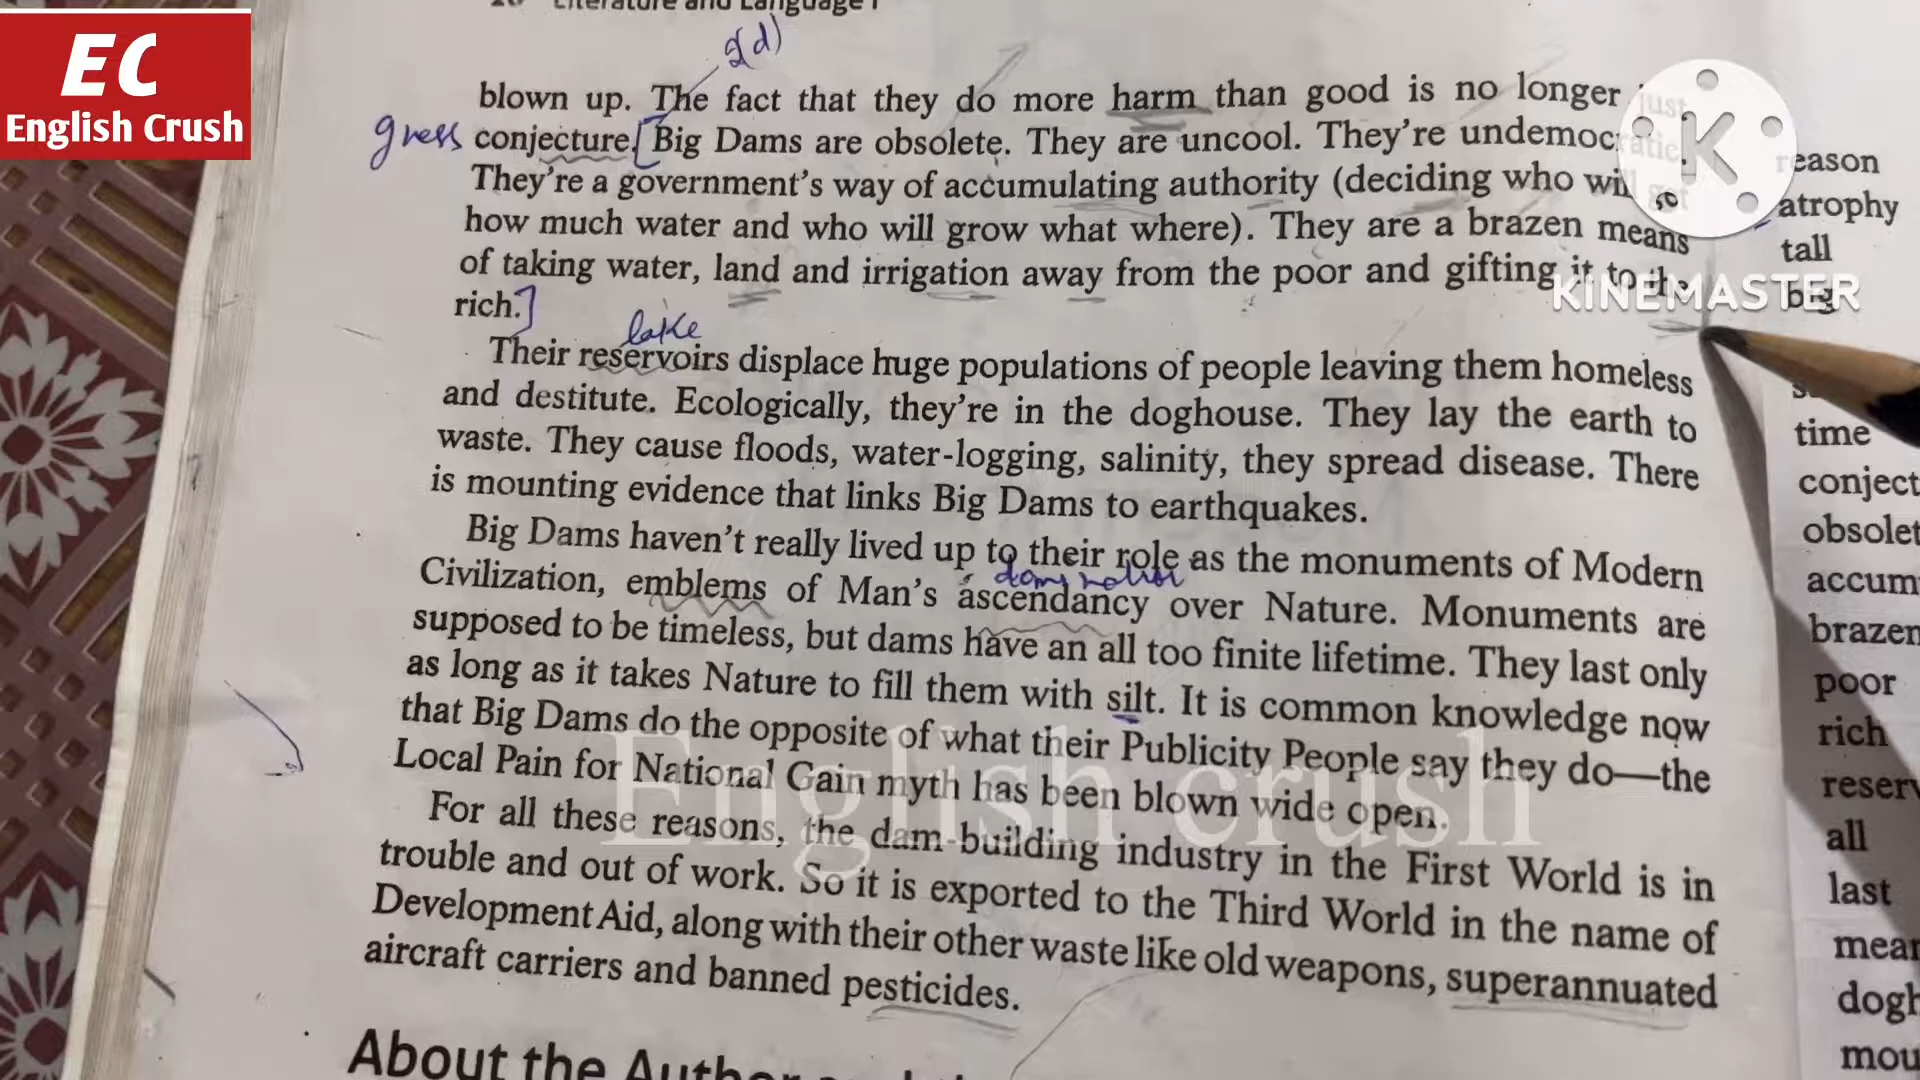 EC
English Crush
20 Literature and Language I
2(d)
blown up. The fact that they do more harm than good is no longer just
guess
conjecture. Big Dams are obsolete. They are uncool. They're undemocratic.
They're a government's way of accumulating authority (deciding who will get
how much water and who will grow what where). They are a brazen means
of taking water, land and irrigation away from the poor and gifting it to the
rich.
lake
Their reservoirs displace huge populations of people leaving them homeless
and destitute. Ecologically, they're in the doghouse. They lay the earth to
waste. They cause floods, water-logging, salinity, they spread disease. There
is mounting evidence that links Big Dams to earthquakes.
Big Dams haven't really lived up to their role as the monuments of Modern
Civilization, emblems of Man's ascendancy over Nature. Monuments are
supposed to be timeless, but dams have an all too finite lifetime. They last only
as long as it takes Nature to fill them with silt. It is common knowledge now
that Big Dams do the opposite of what their Publicity People say they do—the
Local Pain for National Gain myth has been blown wide open.
For all these reasons, the dam-building industry in the First World is in
trouble and out of work. So it is exported to the Third World in the name of
Development Aid, along with their other waste like old weapons, superannuated
aircraft carriers and banned pesticides.
About the Author
K
KINEMASTER
English crush
reason
atrophy
tall
big
time
conject
obsolet
accum
brazen
poor
rich
reserv
all
last
mean
dogh
mou